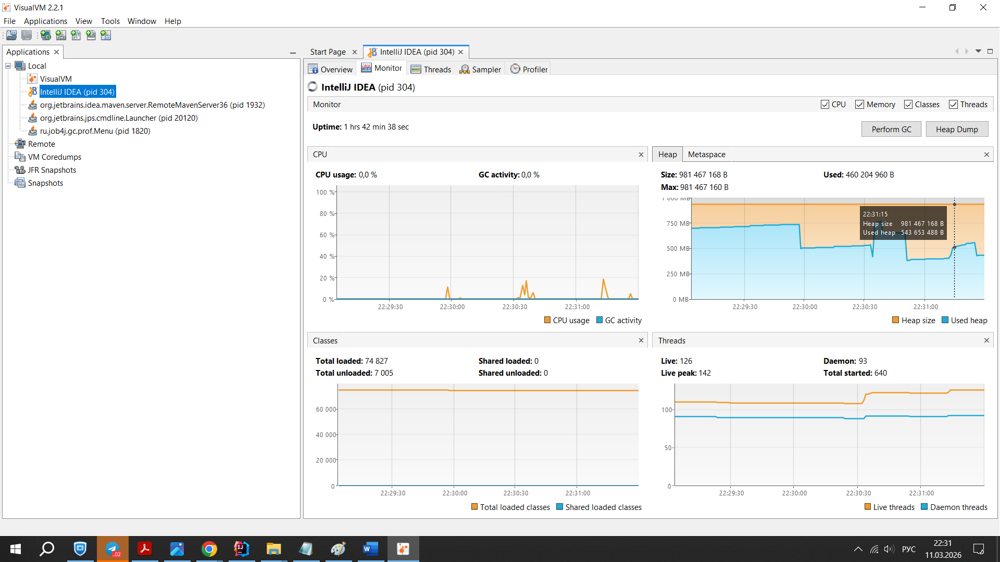 VisualVM 2.2.1
File Applications View Tools Window Help
Applications
Local
VisualVM
IntelliJ IDEA (pid 304)
org.jetbrains.idea.maven.server.RemoteMavenServer36 (pid 1932)
org.jetbrains.jps.cmdline.Launcher (pid 20120)
ru.job4j.gc.prof.Menu (pid 1820)
Remote
VM Coredumps
JFR Snapshots
Snapshots
Start Page IntelliJ IDEA (pid 304)
Overview Monitor Threads Sampler Profiler
IntelliJ IDEA (pid 304)
Monitor CPU Memory Classes Threads
Uptime: 1 hrs 42 min 38 sec
Perform GC Heap Dump
CPU
CPU usage: 0,0 % GC activity: 0,0 %
100 %
80 %
60 %
40 %
20 %
0 %
22:29:30 22:30:00 22:30:30 22:31:00
CPU usage GC activity
Heap Metaspace
Size: 981 467 168 B Used: 460 204 960 B
Max: 981 467 160 B
1 000 MB
750 MB
500 MB
250 MB
0 MB
22:31:15
Heap size 981 467 168 B
Used heap 543 653 488 B
22:29:30 22:30:00 22:30:30 22:31:00
Heap size Used heap
Classes
Total loaded: 74 827 Shared loaded: 0
Total unloaded: 7 005 Shared unloaded: 0
60 000
40 000
20 000
0
22:29:30 22:30:00 22:30:30 22:31:00
Total loaded classes Shared loaded classes
Threads
Live: 126 Daemon: 93
Live peak: 142 Total started: 640
100
50
0
22:29:30 22:30:00 22:30:30 22:31:00
Live threads Daemon threads
..02
РУС
22:31
11.03.2026